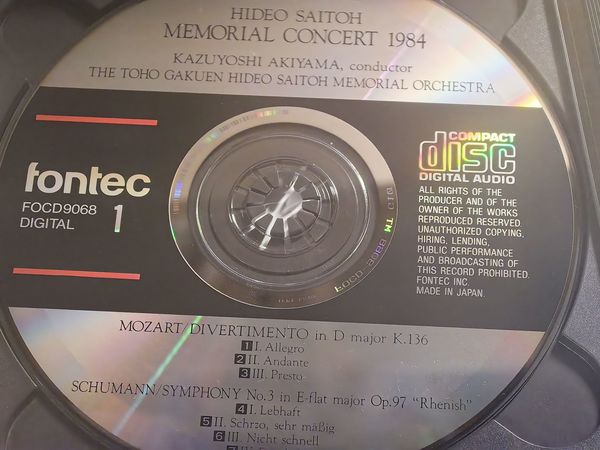 HIDEO SAITOH
MEMORIAL CONCERT 1984
KAZUYOSHI AKIYAMA, conductor
THE TOHO GAKUEN HIDEO SAITOH MEMORIAL ORCHESTRA
fontec
FOCD9068
DIGITAL 1
COMPACT
disc
DIGITAL AUDIO
ALL RIGHTS OF THE
PRODUCER AND OF THE
OWNER OF THE WORKS
REPRODUCED RESERVED.
UNAUTHORIZED COPYING,
HIRING, LENDING,
PUBLIC PERFORMANCE
AND BROADCASTING OF
THIS RECORD PROHIBITED.
FONTEC INC.
MADE IN JAPAN.
MOZART/DIVERTIMENTO in D major K.136
1 I. Allegro
2 II. Andante
3 III. Presto
SCHUMANN/SYMPHONY No.3 in E-flat major Op.97 "Rhenish"
4 I. Lebhaft
5 II. Schrzo, sehr mäßig
6 III. Nicht schnell